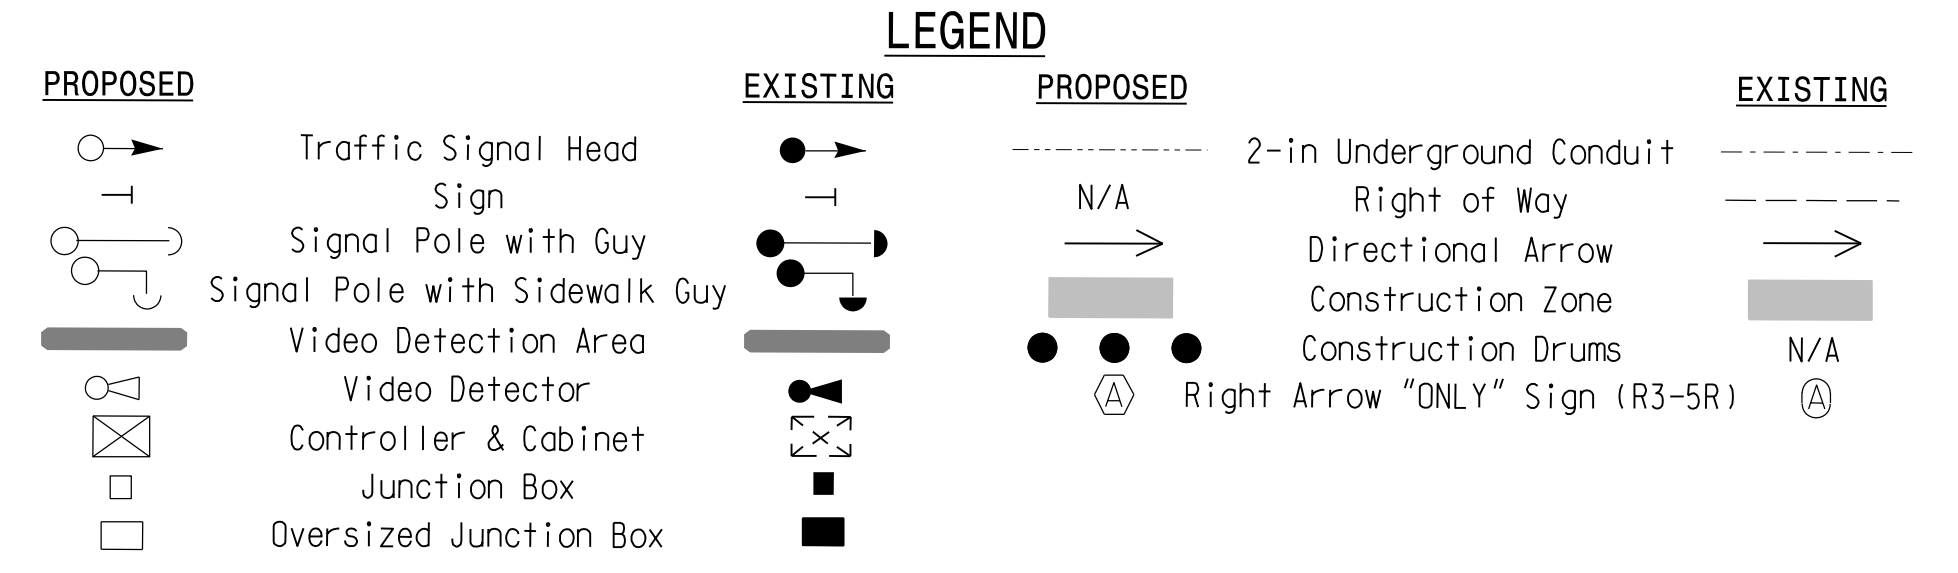 LEGEND
PROPOSED EXISTING PROPOSED EXISTING
Traffic Signal Head
Sign
Signal Pole with Guy
Signal Pole with Sidewalk Guy
Video Detection Area
Video Detector
Controller & Cabinet
Junction Box
Oversized Junction Box
2-in Underground Conduit
N/A Right of Way
Directional Arrow
Construction Zone
Construction Drums N/A
A Right Arrow "ONLY" Sign (R3-5R) A